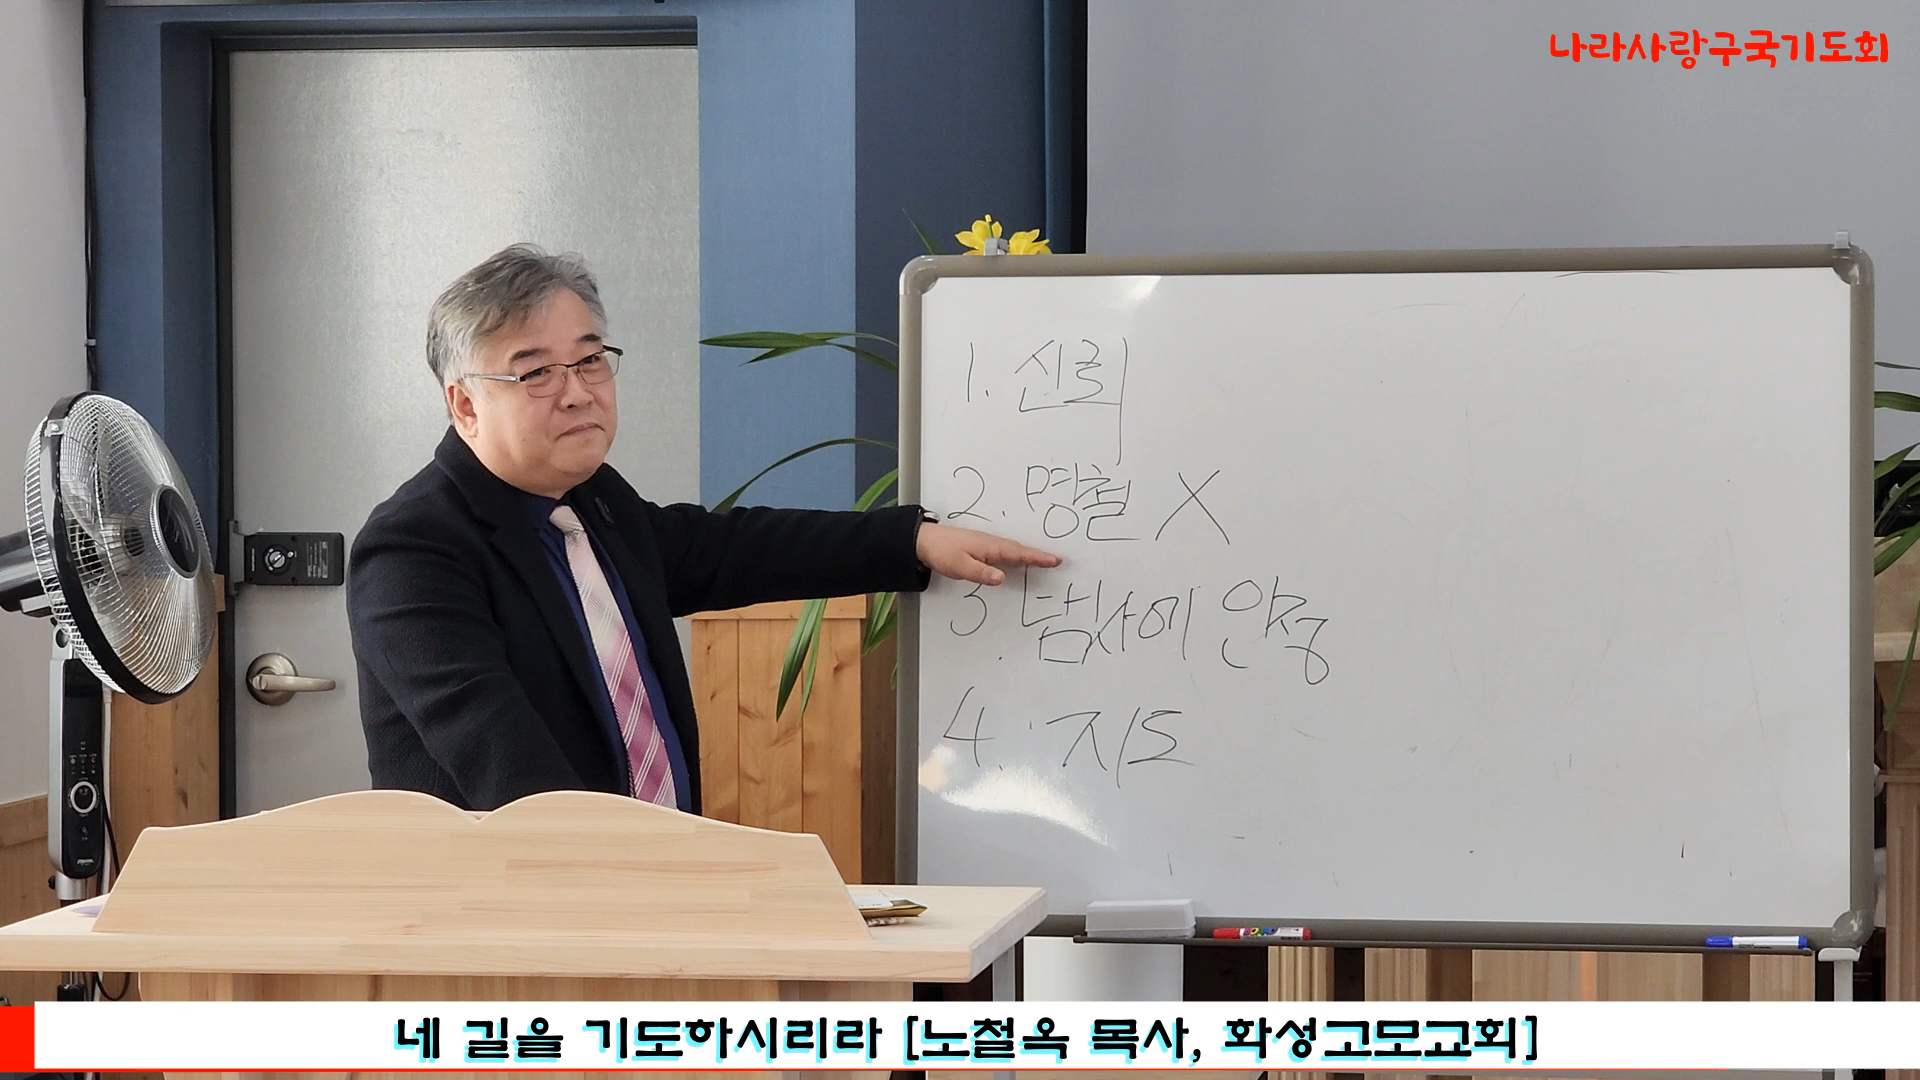 나라사랑구국기도회
1. 신뢰
2. 명철 X
3. 범사에 인정
4. 지도
네 길을 기도하시리라 [노철옥 목사, 화성고모교회]